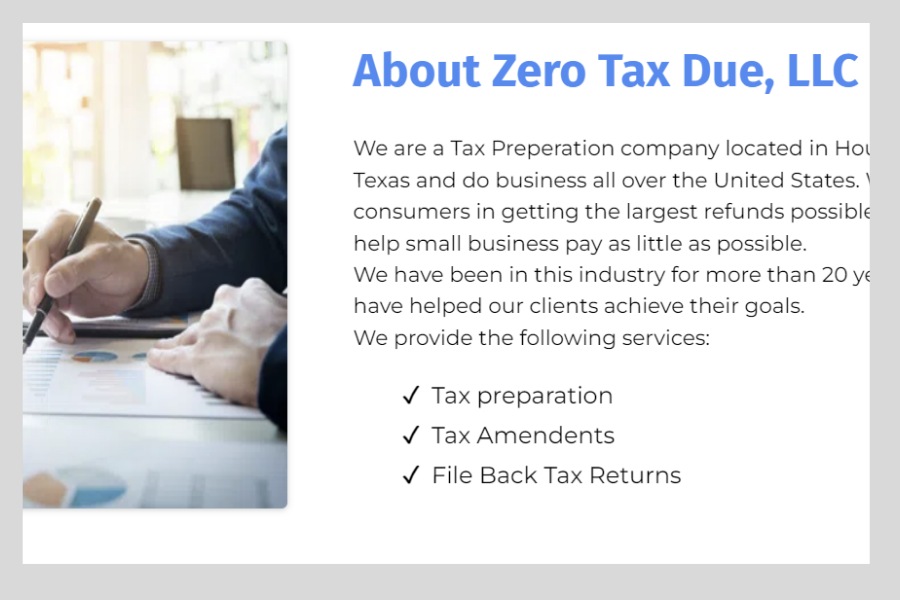 About Zero Tax Due, LLC
We are a Tax Preperation company located in
Texas and do business all over the United States.
consumers in getting the largest refunds possible
help small business pay as little as possible.
We have been in this industry for more than 20
have helped our clients achieve their goals.
We provide the following services:
✓ Tax preparation
✓ Tax Amendents
✓ File Back Tax Returns